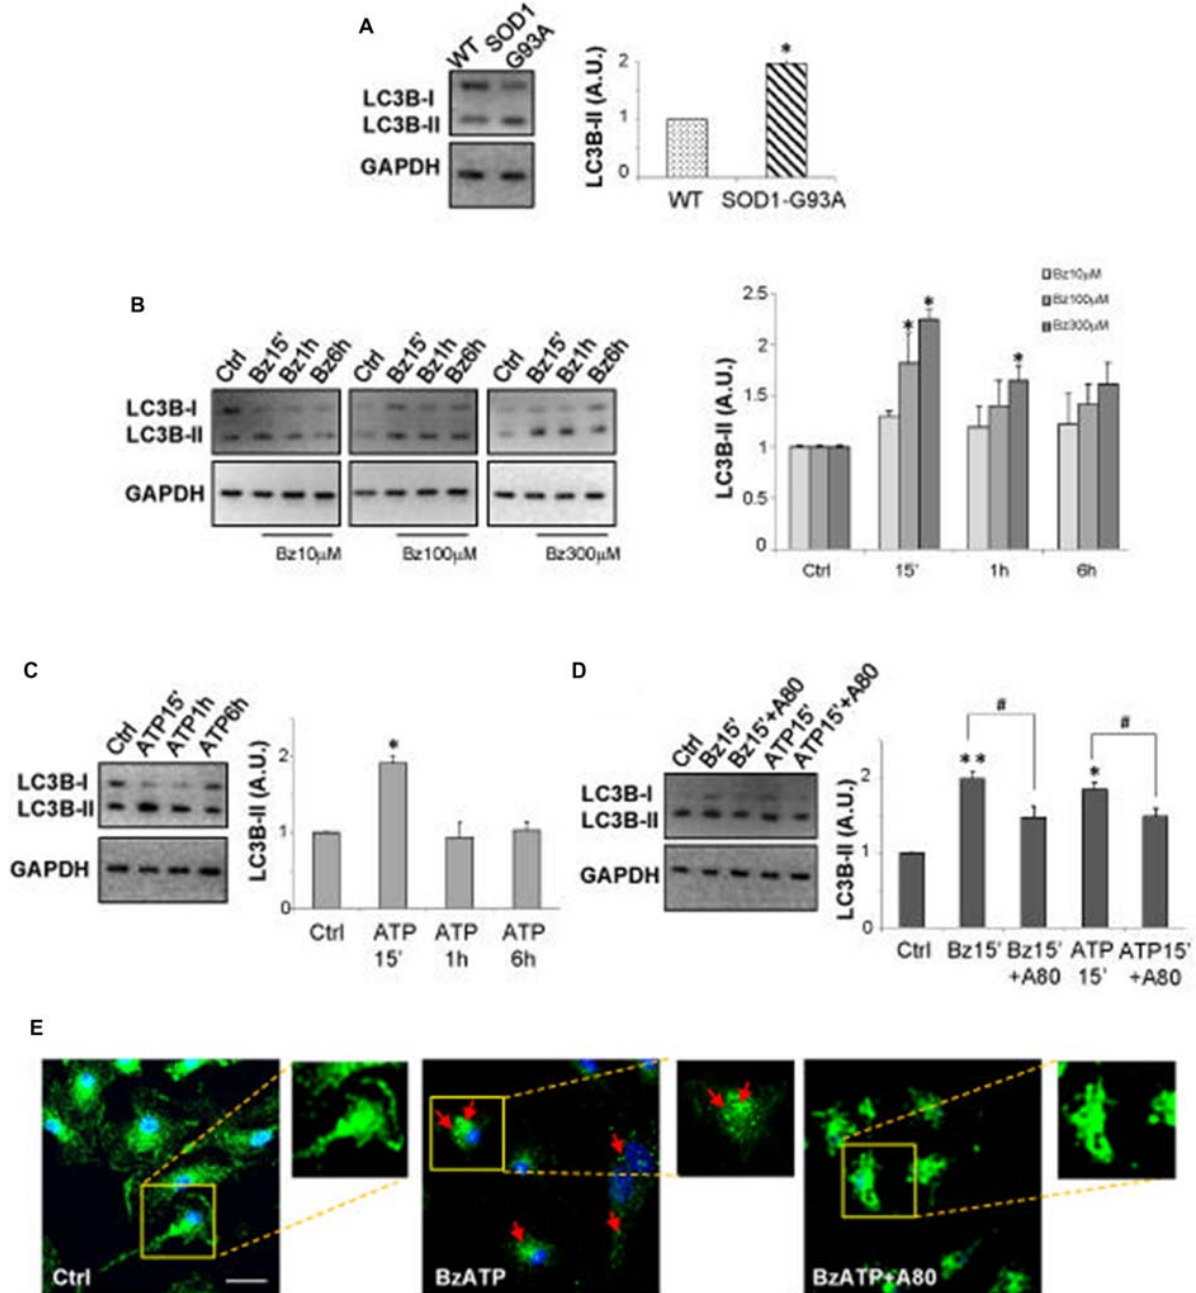 A
WT SOD1
G93A
LC3B-I
LC3B-II
GAPDH
LC3B-II (A.U.)
2
1
0
*
WT SOD1-G93A
B
Ctrl Bz15' Bz1h Bz6h Ctrl Bz15' Bz1h Bz6h Ctrl Bz15' Bz1h Bz6h
LC3B-I
LC3B-II
GAPDH
Bz10µM Bz100µM Bz300µM
Bz10µM
Bz100µM
Bz300µM
LC3B-II (A.U.)
2.5
2
1.5
1
0.5
0
* *
*
Ctrl 15' 1h 6h
C
Ctrl ATP15' ATP1h ATP6h
LC3B-I
LC3B-II
GAPDH
LC3B-II (A.U.)
2
1
0
*
Ctrl ATP ATP ATP
15' 1h 6h
D
Ctrl Bz15' Bz15'+A80 ATP15' ATP15'+A80
LC3B-I
LC3B-II
GAPDH
LC3B-II (A.U.)
2
1
0
# #
** *
Ctrl Bz15' Bz15' ATP ATP15'
+A80 15' +A80
E
Ctrl BzATP BzATP+A80